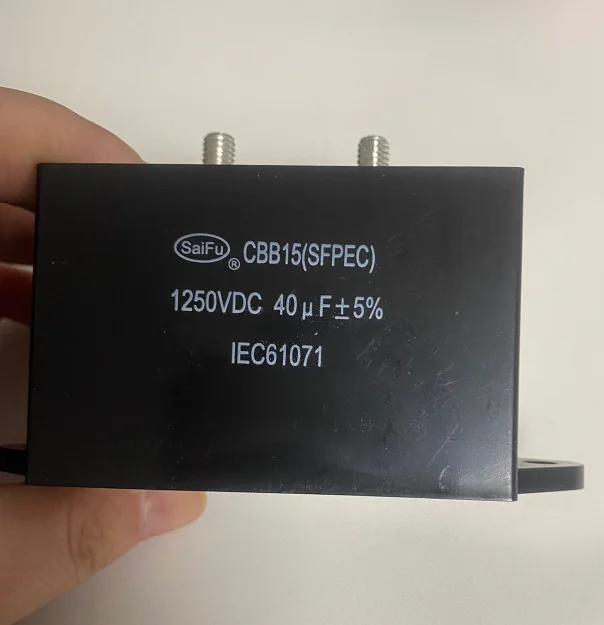 SaiFu® CBB15(SFPEC)
1250VDC 40μF±5%
IEC61071